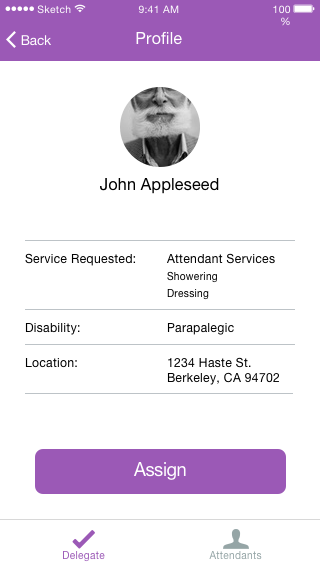 Sketch 9:41 AM 100
%
Back Profile
John Appleseed
Service Requested: Attendant Services
Showering
Dressing
Disability: Parapalegic
Location: 1234 Haste St.
Berkeley, CA 94702
Assign
Delegate Attendants